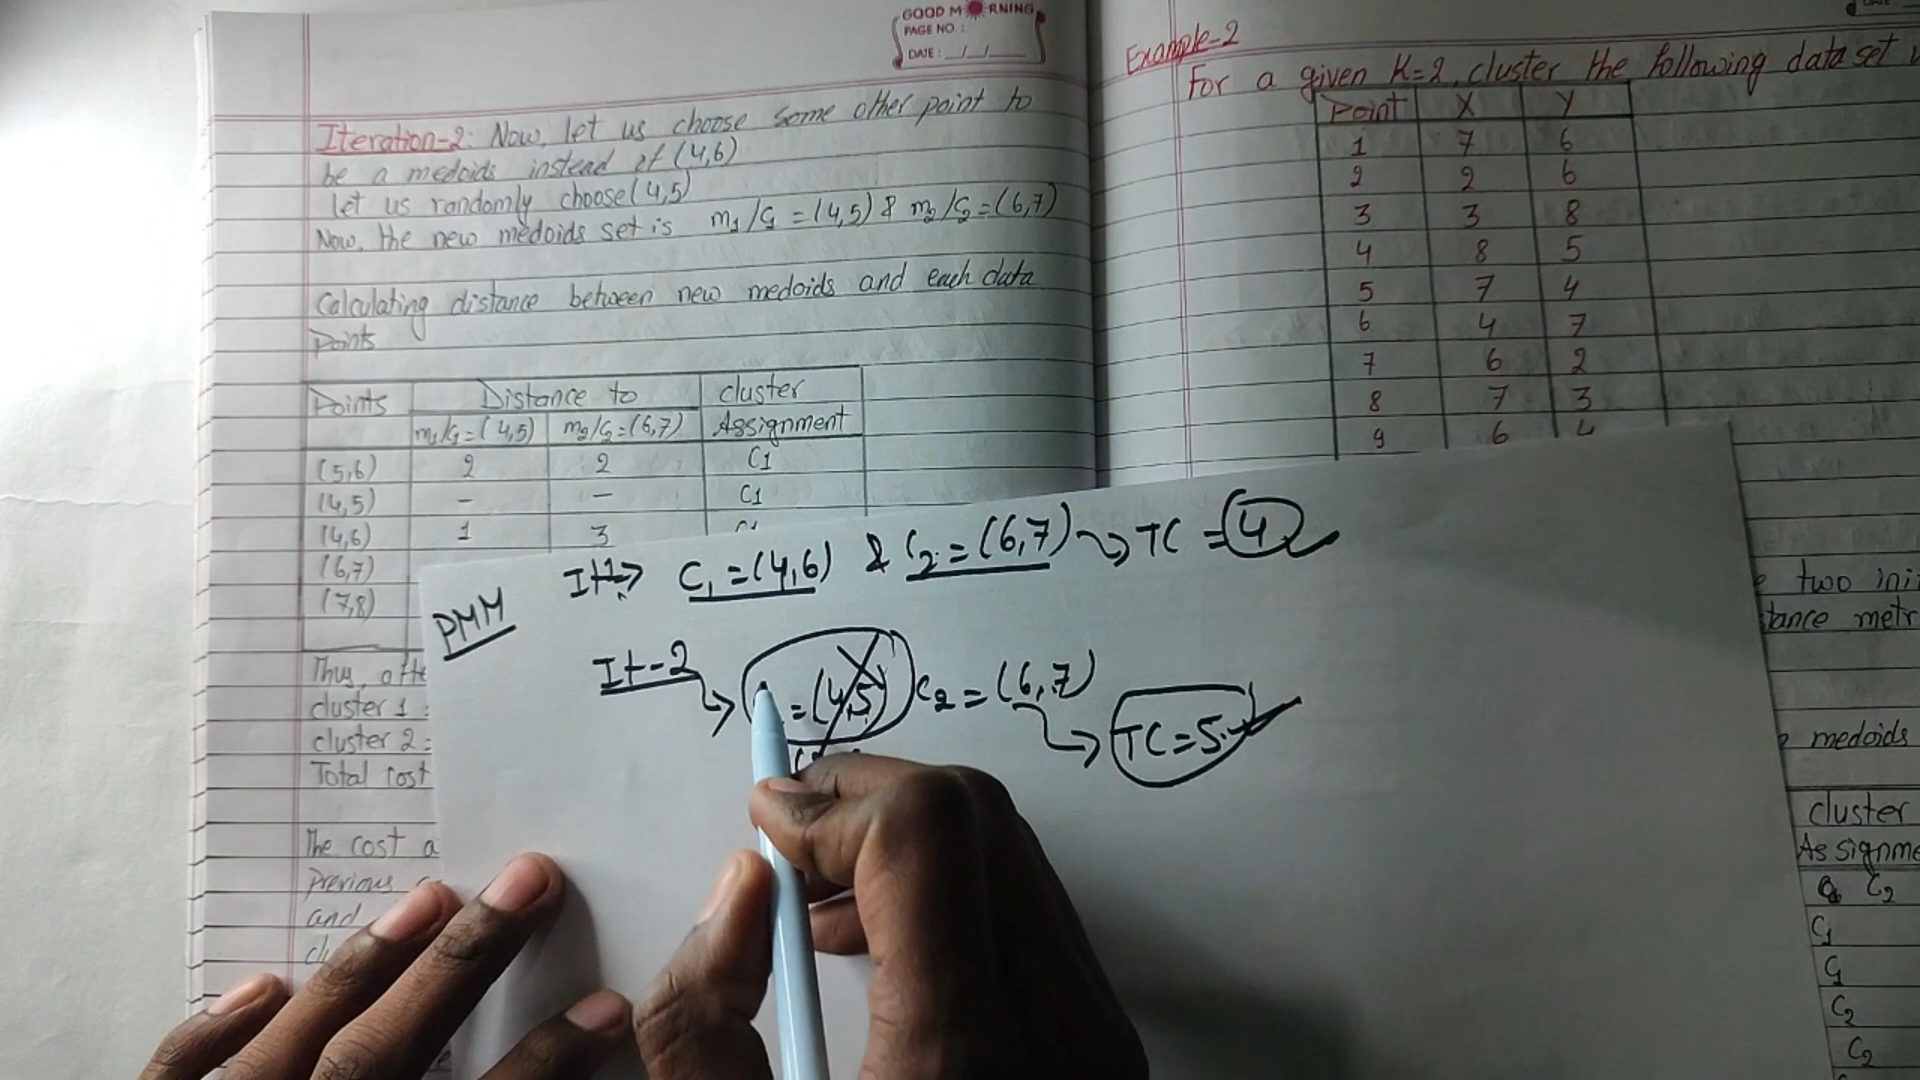 GOOD MORNING
PAGE NO. :
DATE: / /
Iteration-2: Now, let us choose some other point to
be a medoids instead of (4,6)
let us randomly choose (4,5)
Now, the new medoids set is m1/C1 = (4,5) & m2/C2 = (6,7)
Calculating distance between new medoids and each data
Points
Points Distance to cluster
m1/C1=(4,5) m2/C2=(6,7) Assignment
(5,6) 2 2 C1
(4,5) - - C1
(4,6) 1 3
(6,7)
(7,8)
Thus,
cluster 1 :
cluster 2 :
Total cost
The cost a
Previous
and
Example-2
For a given K=2, cluster the following data set
Point X Y
1 7 6
2 2 6
3 3 8
4 8 5
5 7 4
6 4 7
7 6 2
8 7 3
9 6
two ini
tance metr
medoids
cluster
Assignme
C2
C1
C1
C2
C2
PMM
C1 = (4,6) & C2 = (6,7) → TC = 4
It-2 → = (4,5) C2 = (6,7)
→ TC = 5